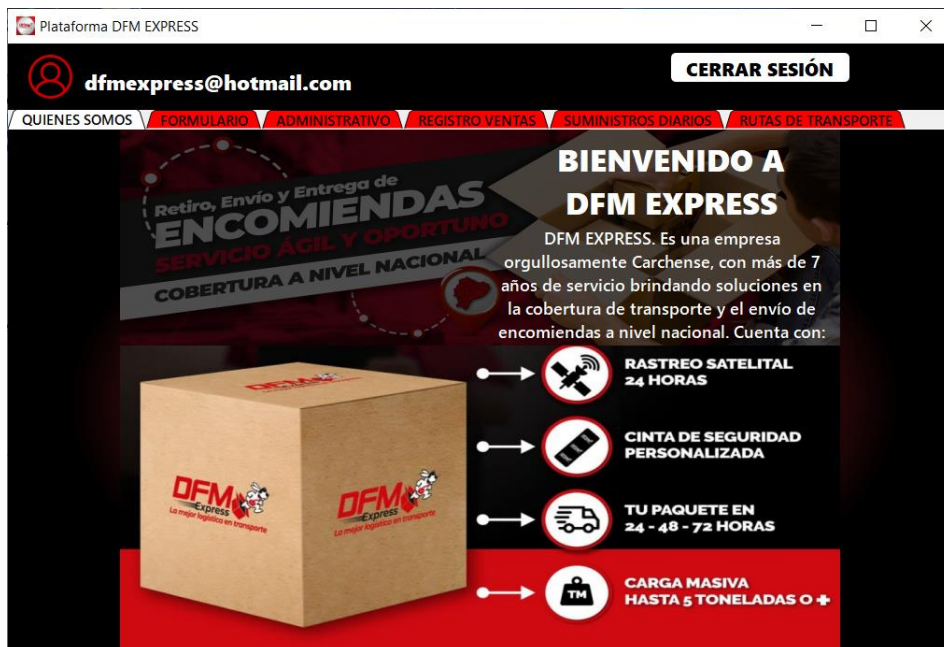 Plataforma DFM EXPRESS
dfmexpress@hotmail.com
CERRAR SESIÓN
QUIENES SOMOS
FORMULARIO
ADMINISTRATIVO
REGISTRO VENTAS
SUMINISTROS DIARIOS
RUTAS DE TRANSPORTE
Retiro, Envío y Entrega de
ENCOMIENDAS
SERVICIO ÁGIL Y OPORTUNO
COBERTURA A NIVEL NACIONAL
BIENVENIDO A
DFM EXPRESS
DFM EXPRESS. Es una empresa
orgullosamente Carchense, con más de 7
años de servicio brindando soluciones en
la cobertura de transporte y el envío de
encomiendas a nivel nacional. Cuenta con:
DFM
DFM
Express
La mejor logística en transporte
DFM
Express
La mejor logística en transporte
RASTREO SATELITAL
24 HORAS
CINTA DE SEGURIDAD
PERSONALIZADA
TU PAQUETE EN
24 - 48 - 72 HORAS
TM
CARGA MASIVA
HASTA 5 TONELADAS O +